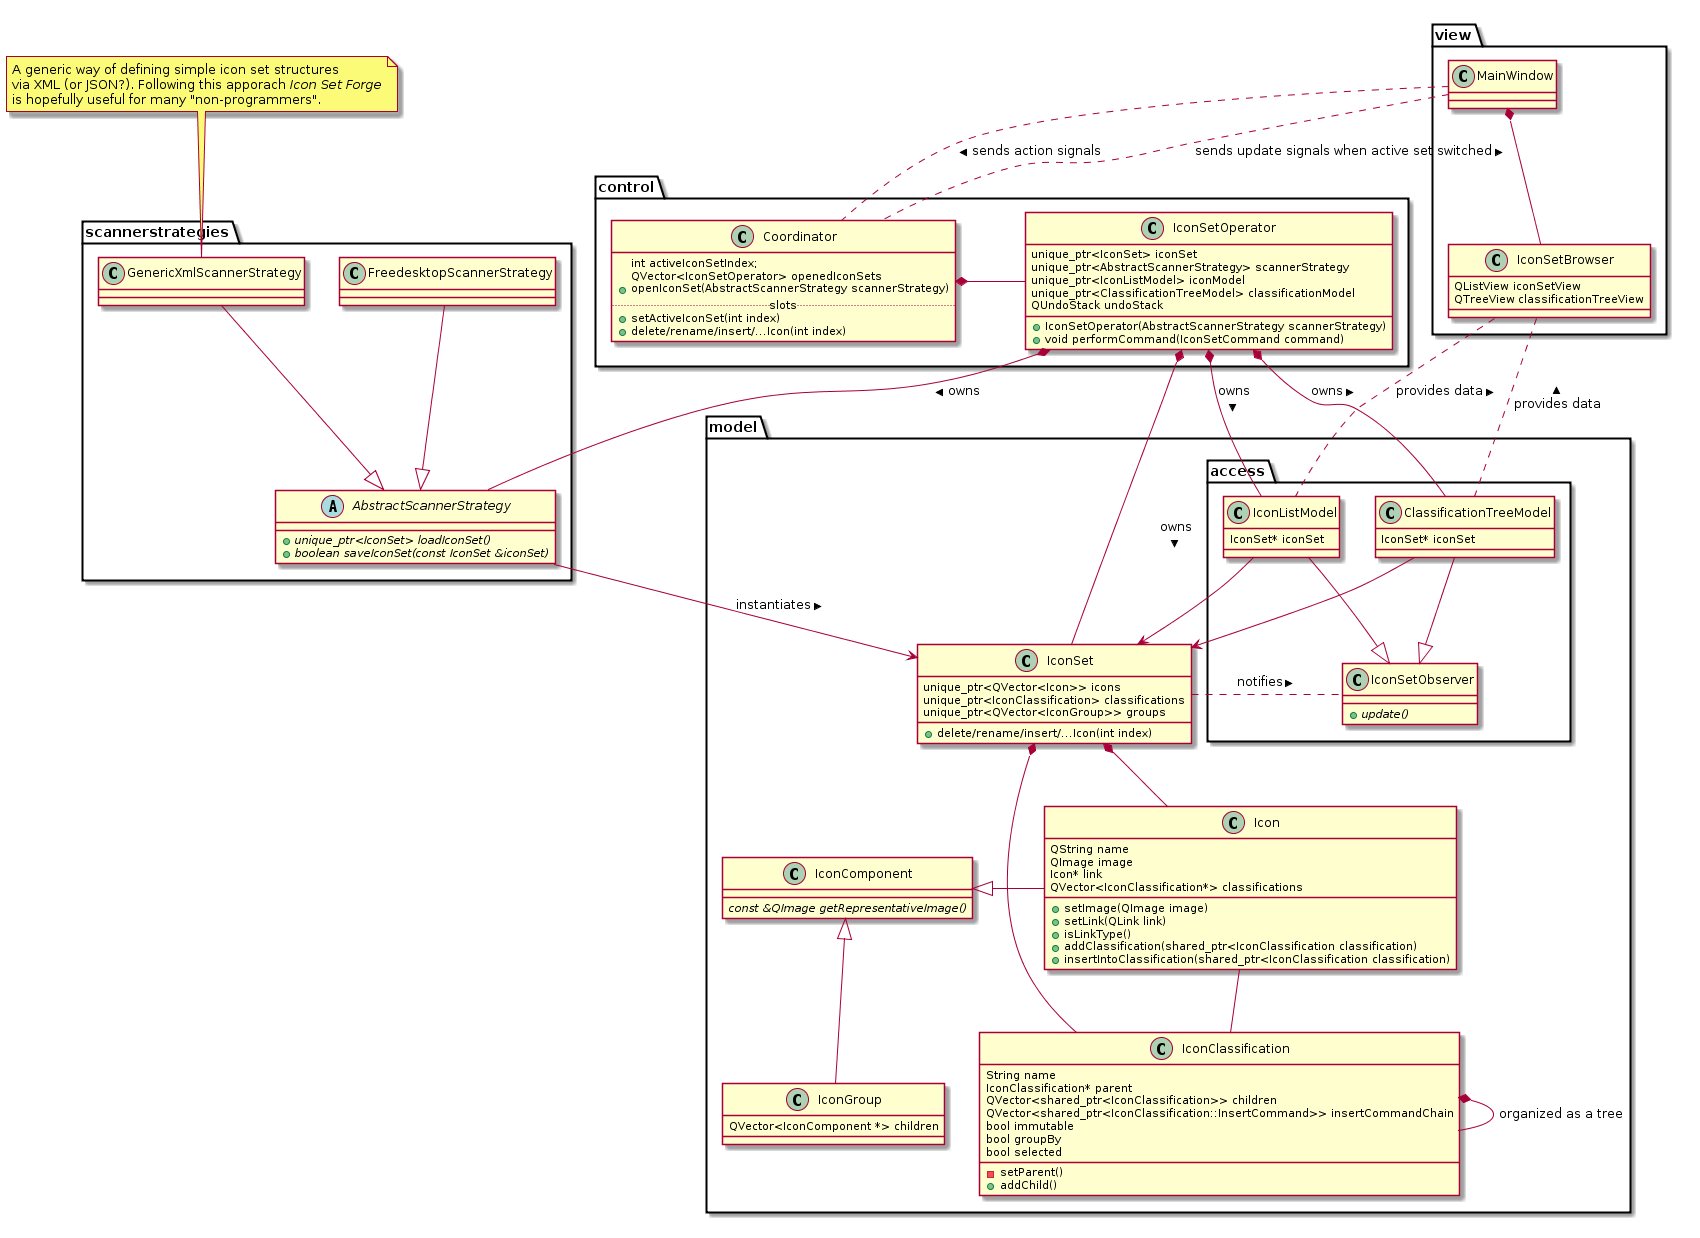 view
C MainWindow
A generic way of defining simple icon set structures
via XML (or JSON?). Following this apporach Icon Set Forge
is hopefully useful for many "non-programmers".
sends action signals
sends update signals when active set switched
control
C Coordinator
int activeIconSetIndex;
QVector<IconSetOperator> openedIconSets
openIconSet(AbstractScannerStrategy scannerStrategy)
slots
setActiveIconSet(int index)
delete/rename/insert/...Icon(int index)
C IconSetOperator
unique_ptr<IconSet> iconSet
unique_ptr<AbstractScannerStrategy> scannerStrategy
unique_ptr<IconListModel> iconModel
unique_ptr<ClassificationTreeModel> classificationModel
QUndoStack undoStack
IconSetOperator(AbstractScannerStrategy scannerStrategy)
void performCommand(IconSetCommand command)
C IconSetBrowser
QListView iconSetView
QTreeView classificationTreeView
scannerstrategies
C GenericXmlScannerStrategy
C FreedesktopScannerStrategy
owns
owns
owns
provides data
provides data
model
access
A AbstractScannerStrategy
unique_ptr<IconSet> loadIconSet()
boolean saveIconSet(const IconSet &iconSet)
C IconListModel
IconSet* iconSet
C ClassificationTreeModel
IconSet* iconSet
owns
instantiates
C IconSet
unique_ptr<QVector<Icon>> icons
unique_ptr<IconClassification> classifications
unique_ptr<QVector<IconGroup>> groups
delete/rename/insert/...Icon(int index)
notifies
C IconSetObserver
update()
C Icon
QString name
QImage image
Icon* link
QVector<IconClassification*> classifications
setImage(QImage image)
setLink(QLink link)
isLinkType()
addClassification(shared_ptr<IconClassification classification)
insertIntoClassification(shared_ptr<IconClassification classification)
C IconComponent
const &QImage getRepresentativeImage()
C IconClassification
String name
IconClassification* parent
QVector<shared_ptr<IconClassification>> children
QVector<shared_ptr<IconClassification::InsertCommand>> insertCommandChain
bool immutable
bool groupBy
bool selected
setParent()
addChild()
organized as a tree
C IconGroup
QVector<IconComponent *> children